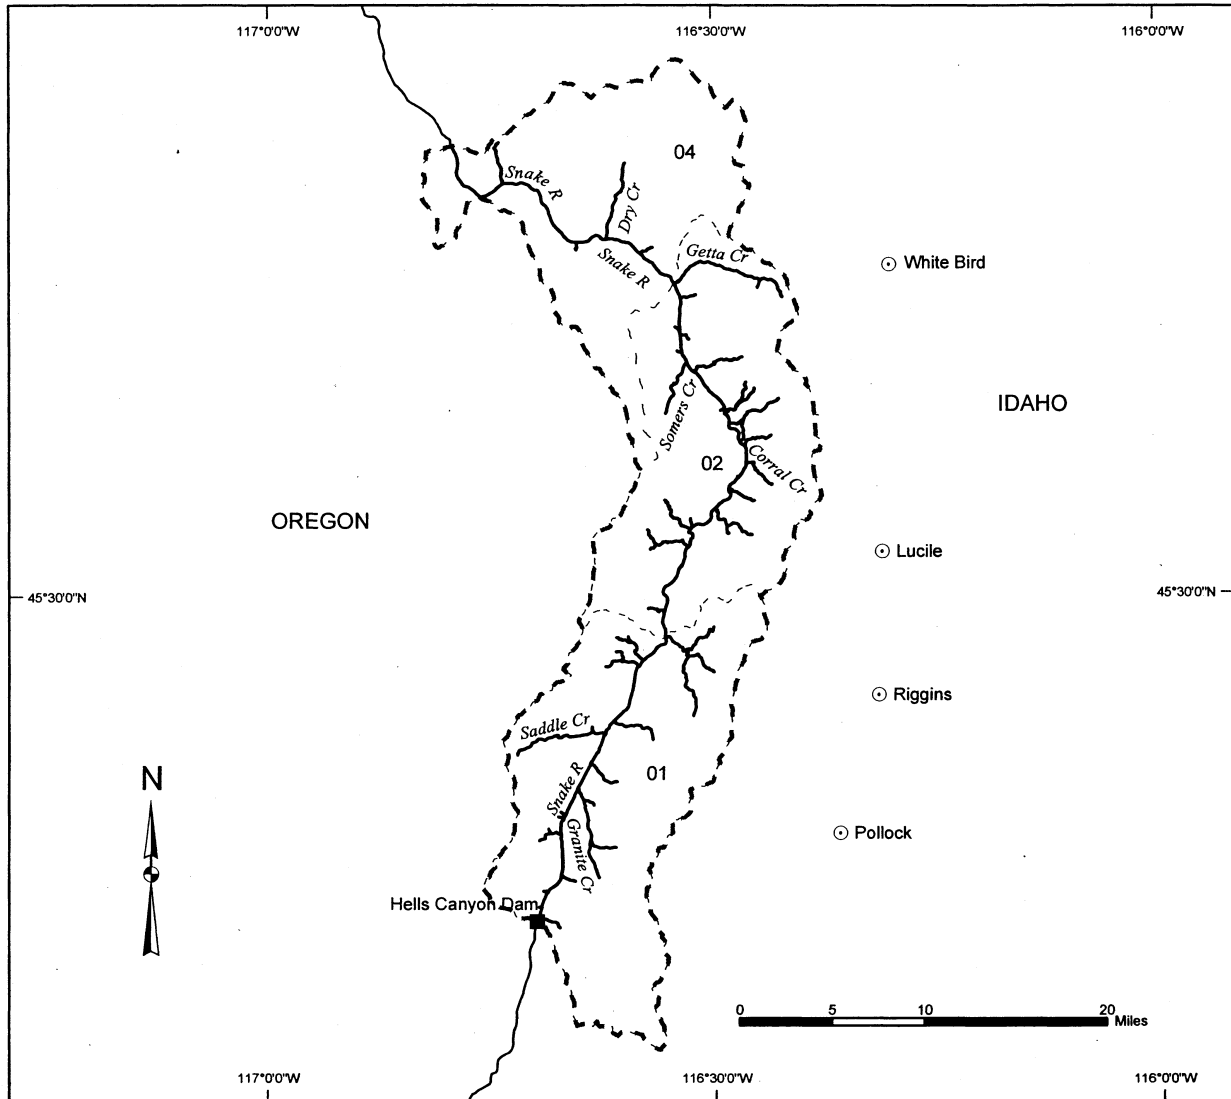 117°0'0"W
116°30'0"W
116°0'0"W
04
Snake R
Dry Cr
Snake R
Getta Cr
White Bird
IDAHO
Somers Cr
02
Corral Cr
OREGON
Lucile
45°30'0"N
45°30'0"N
Riggins
Saddle Cr
01
N
Snake R
Granite Cr
Pollock
Hells Canyon Dam
0 5 10 20
Miles
117°0'0"W
116°30'0"W
116°0'0"W